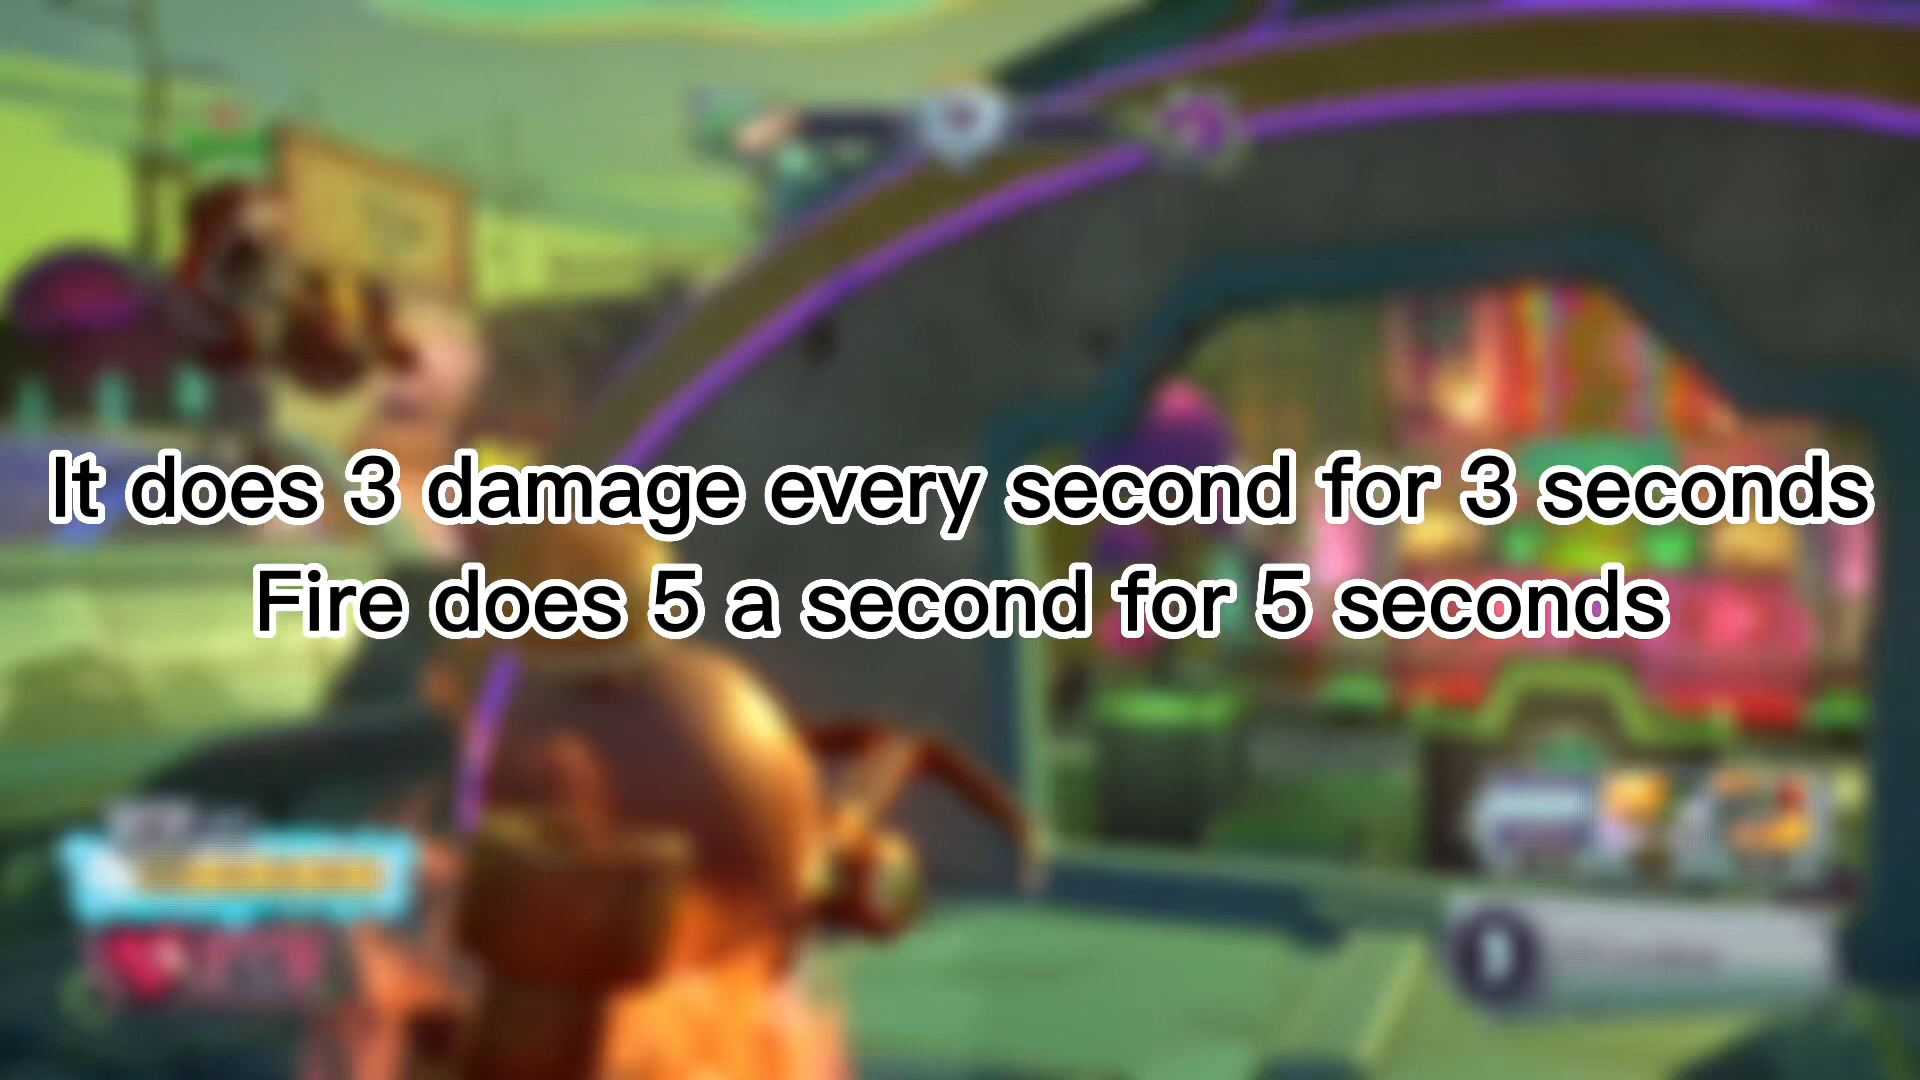 It does 3 damage every second for 3 seconds
Fire does 5 a second for 5 seconds